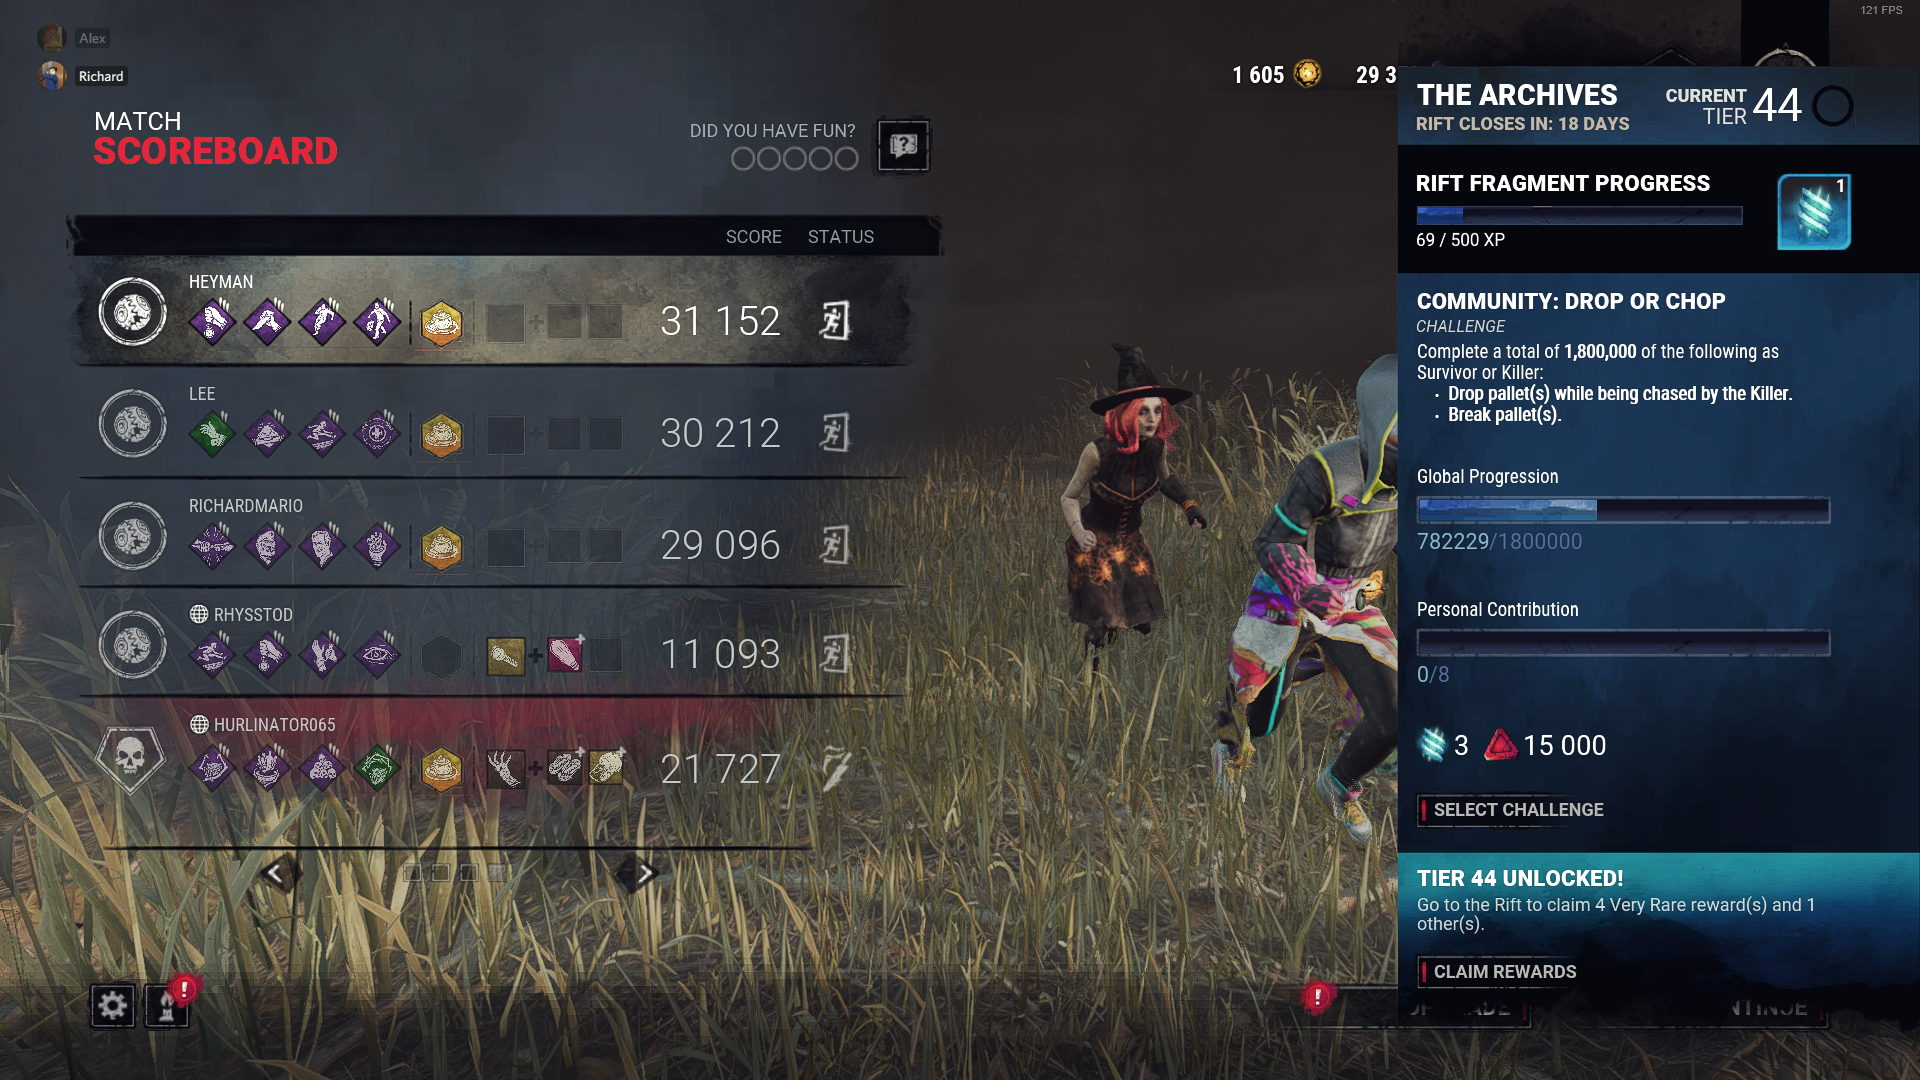 121 FPS
Alex
Richard
1 605
29 3
MATCH
SCOREBOARD
DID YOU HAVE FUN?
SCORE STATUS
HEYMAN
31 152
LEE
30 212
RICHARDMARIO
29 096
RHYSSTOD
11 093
HURLINATOR065
21 727
THE ARCHIVES
RIFT CLOSES IN: 18 DAYS
CURRENT
TIER
44
RIFT FRAGMENT PROGRESS
1
69 / 500 XP
COMMUNITY: DROP OR CHOP
CHALLENGE
Complete a total of 1,800,000 of the following as
Survivor or Killer:
• Drop pallet(s) while being chased by the Killer.
• Break pallet(s).
Global Progression
782229/1800000
Personal Contribution
0/8
3 15 000
SELECT CHALLENGE
TIER 44 UNLOCKED!
Go to the Rift to claim 4 Very Rare reward(s) and 1
other(s).
CLAIM REWARDS